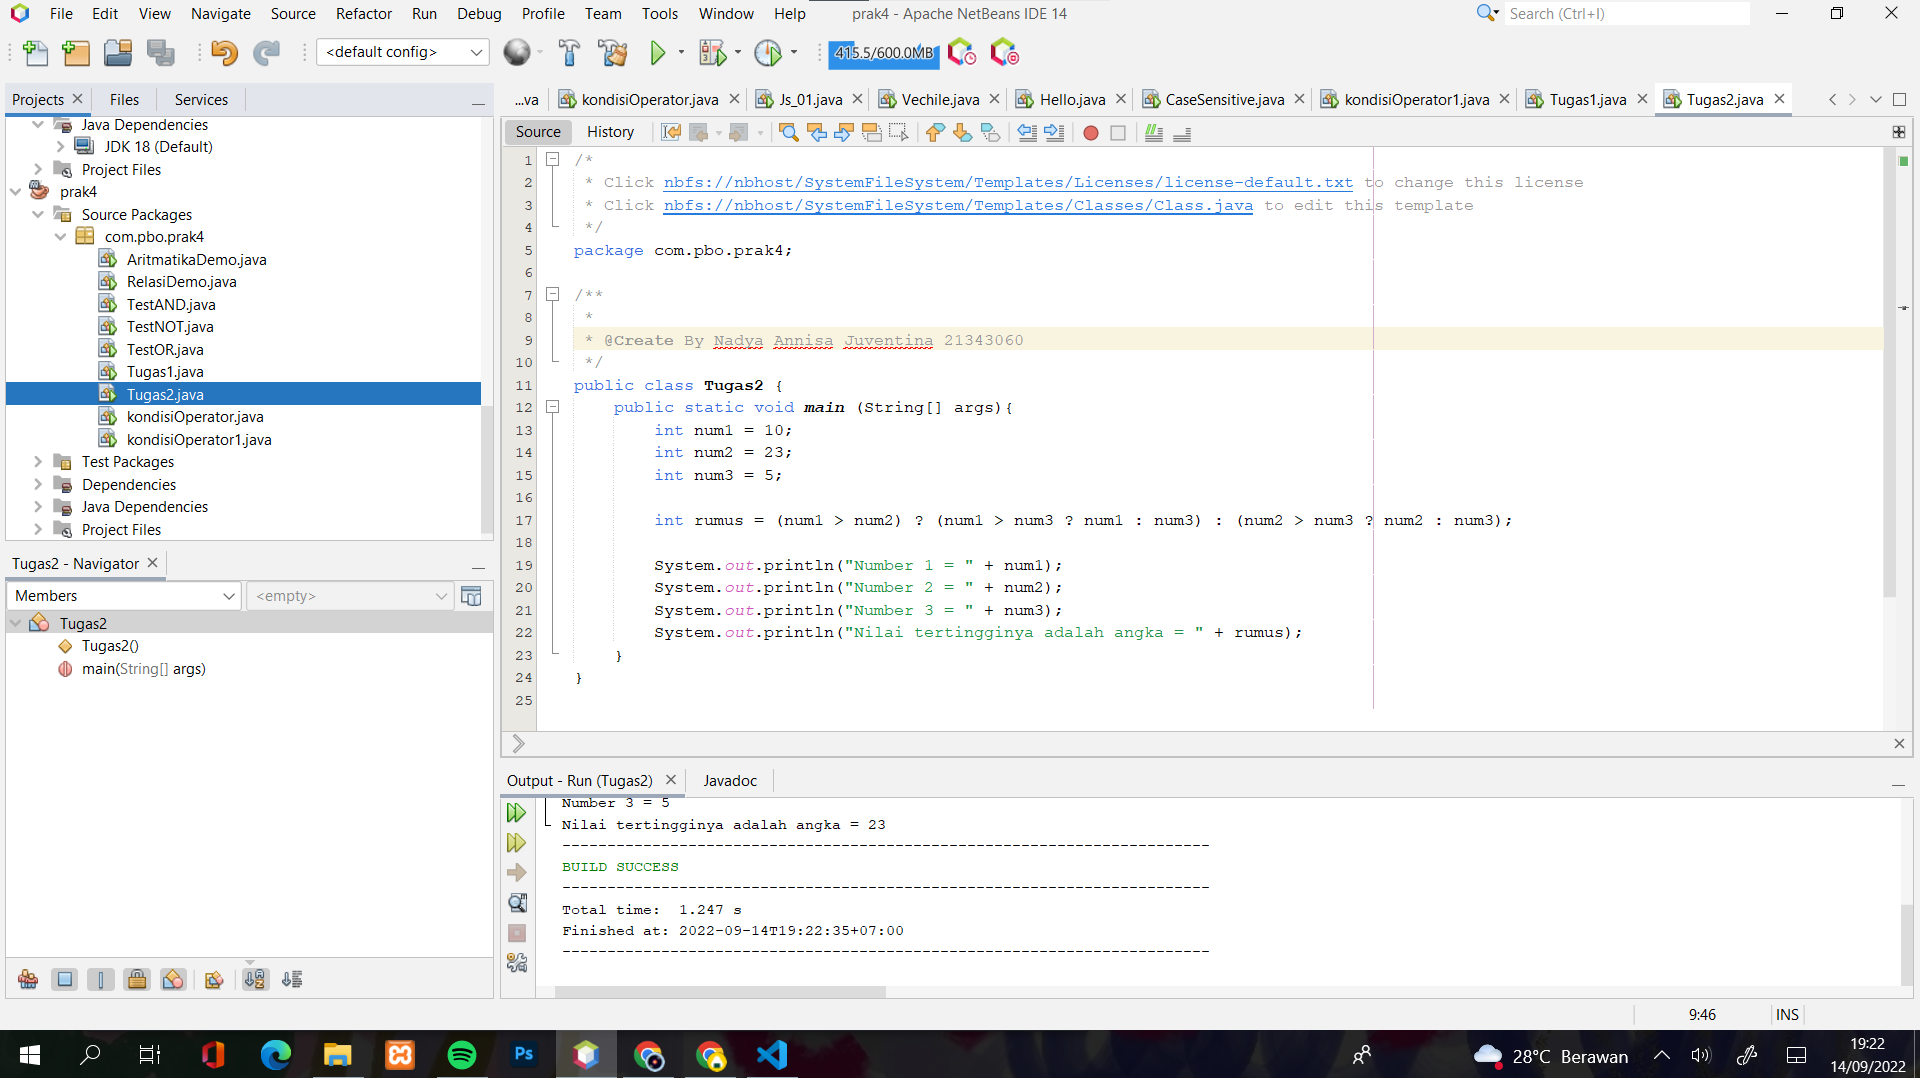 File Edit View Navigate Source Refactor Run Debug Profile Team Tools Window Help prak4 - Apache NetBeans IDE 14 Search (Ctrl+I)
<default config> 415.5/600.0MB
Projects Files Services
...va kondisiOperator.java Js_01.java Vechile.java Hello.java CaseSensitive.java kondisiOperator1.java Tugas1.java Tugas2.java
Java Dependencies
JDK 18 (Default)
Project Files
prak4
Source Packages
com.pbo.prak4
AritmatikaDemo.java
RelasiDemo.java
TestAND.java
TestNOT.java
TestOR.java
Tugas1.java
Tugas2.java
kondisiOperator.java
kondisiOperator1.java
Test Packages
Dependencies
Java Dependencies
Project Files
Tugas2 - Navigator
Members <empty>
Tugas2
Tugas2()
main(String[] args)
Source History
1 /*
2 * Click nbfs://nbhost/SystemFileSystem/Templates/Licenses/license-default.txt to change this license
3 * Click nbfs://nbhost/SystemFileSystem/Templates/Classes/Class.java to edit this template
4 */
5 package com.pbo.prak4;
6
7 /**
8 *
9 * @Create By Nadya Annisa Juventina 21343060
10 */
11 public class Tugas2 {
12 public static void main (String[] args){
13 int num1 = 10;
14 int num2 = 23;
15 int num3 = 5;
16
17 int rumus = (num1 > num2) ? (num1 > num3 ? num1 : num3) : (num2 > num3 ? num2 : num3);
18
19 System.out.println("Number 1 = " + num1);
20 System.out.println("Number 2 = " + num2);
21 System.out.println("Number 3 = " + num3);
22 System.out.println("Nilai tertingginya adalah angka = " + rumus);
23 }
24 }
25
Output - Run (Tugas2) Javadoc
Number 3 = 5
Nilai tertingginya adalah angka = 23
------------------------------------------------------------------------
BUILD SUCCESS
------------------------------------------------------------------------
Total time: 1.247 s
Finished at: 2022-09-14T19:22:35+07:00
------------------------------------------------------------------------
9:46 INS
Ps
28°C Berawan
19:22
14/09/2022